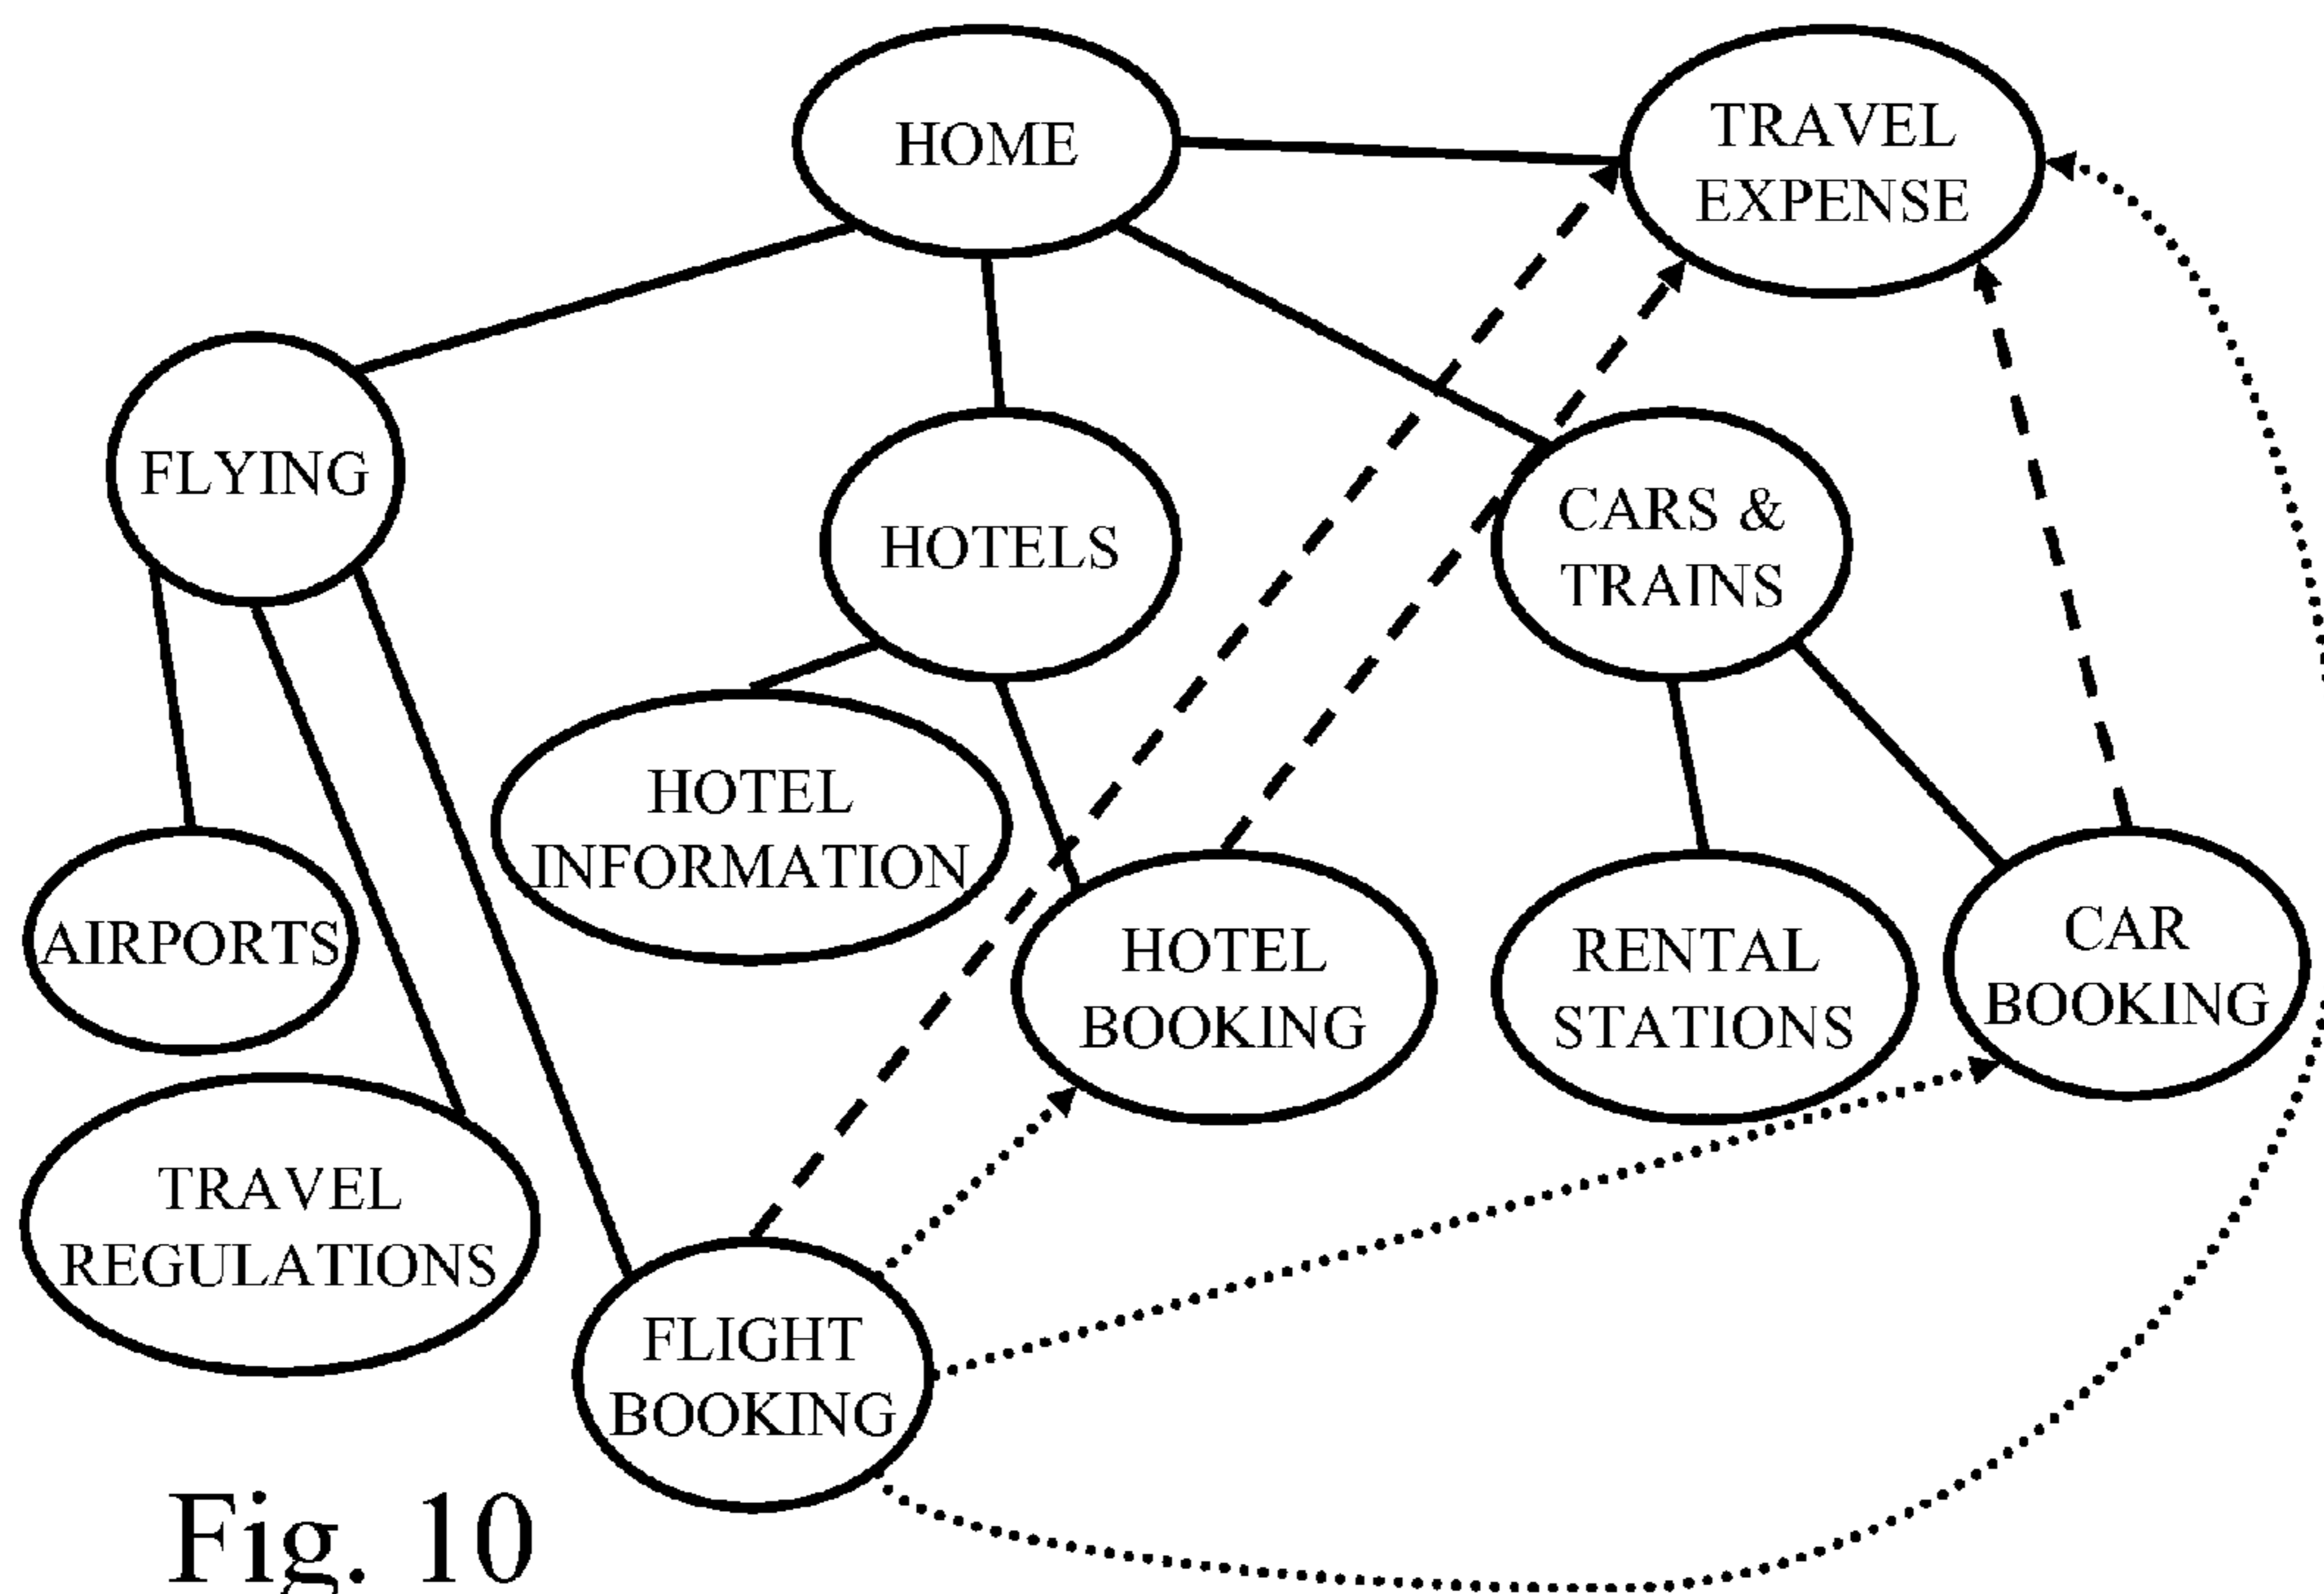 HOME
TRAVEL
EXPENSE
FLYING
HOTELS
CARS &
TRAINS
HOTEL
INFORMATION
AIRPORTS
HOTEL
BOOKING
RENTAL
STATIONS
CAR
BOOKING
TRAVEL
REGULATIONS
FLIGHT
BOOKING
Fig. 10